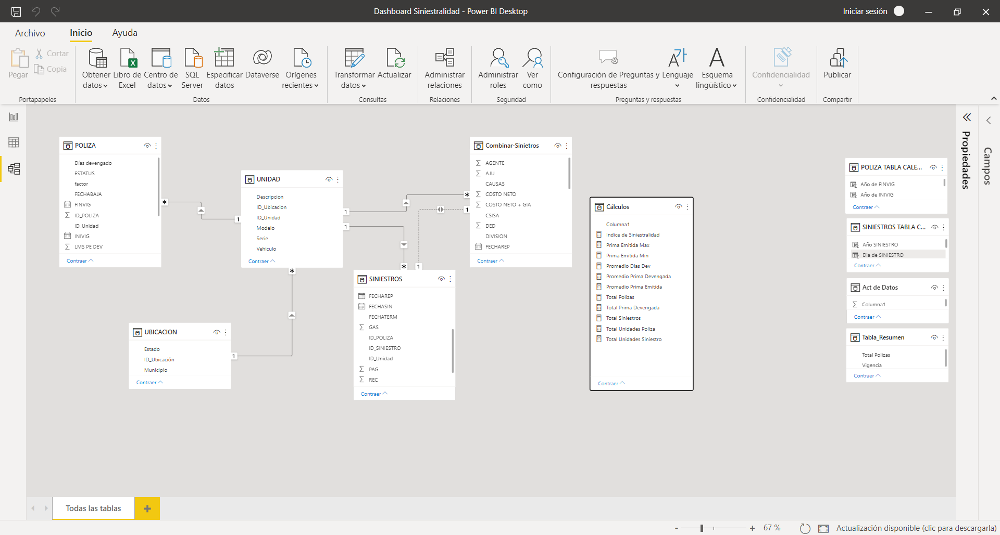 Dashboard Siniestralidad - Power BI Desktop
Iniciar sesión
Archivo
Inicio
Ayuda
Pegar
Cortar
Copia
Portapapeles
Obtener datos
Libro de Excel
Centro de datos
SQL Server
Especificar datos
Dataverse
Orígenes recientes
Datos
Transformar datos
Actualizar
Consultas
Administrar relaciones
Relaciones
Administrar roles
Ver como
Seguridad
Configuración de Preguntas y respuestas
Lenguaje
Esquema lingüístico
Preguntas y respuestas
Confidencialidad
Confidencialidad
Publicar
Compartir
POLIZA
Días devengado
ESTATUS
factor
FECHABAJA
FINVIG
ID_POLIZA
ID_Unidad
INIVIG
LMS PE DEV
Contraer
*
1
UNIDAD
Descripcion
ID_Ubicacion
ID_Unidad
Modelo
Serie
Vehiculo
Contraer
1
1
*
UBICACION
Estado
ID_Ubicación
Municipio
Contraer
1
*
1
SINIESTROS
FECHAREP
FECHASIN
FECHATERM
GAS
ID_POLIZA
ID_SINIESTRO
ID_Unidad
PAG
REC
Contraer
*
1
Combinar-Sinietros
AGENTE
AJU
CAUSAS
COSTO NETO
COSTO NETO + GIA
CSISA
DED
DIVISION
FECHAREP
Contraer
Cálculos
Columna1
Indice de Siniestralidad
Prima Emitida Max
Prima Emitida Min
Promedio Dias Dev
Promedio Prima Devengada
Promedio Prima Emitida
Total Polizas
Total Prima Devengada
Total Siniestros
Total Unidades Poliza
Total Unidades Siniestro
Contraer
POLIZA TABLA CALE...
Año de FINVIG
Año de INIVIG
Contraer
SINIESTROS TABLA C...
Año SINIESTRO
Dia de SINIESTRO
Contraer
Act de Datos
Columna1
Contraer
Tabla_Resumen
Total Polizas
Vigencia
Contraer
Propiedades
Campos
Todas las tablas
+
-
+
67 %
Actualización disponible (clic para descargarla)